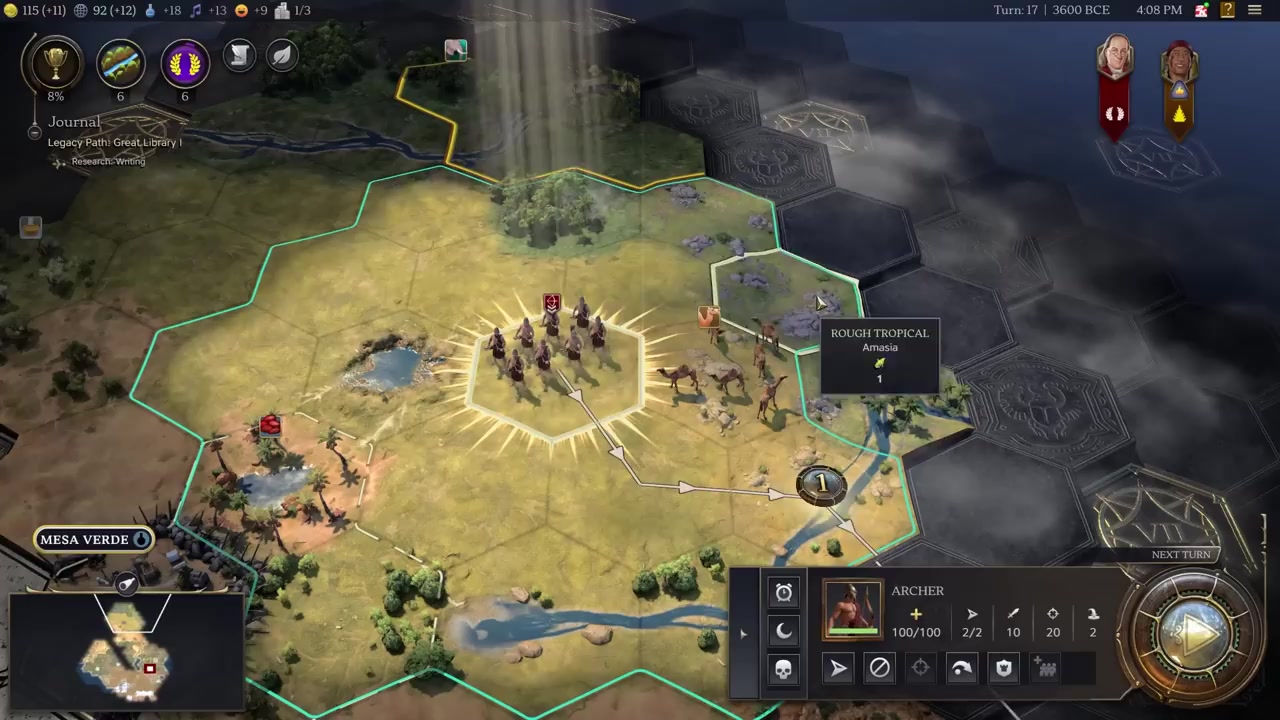 115 (+11) 92 (+12) +18 +13 +9 1/3
Turn: 17 | 3600 BCE 4:08 PM ?
8% 6 6
Journal
Legacy Path: Great Library I
Research: Writing
VII
ROUGH TROPICAL
Amasia
1
1
MESA VERDE
VII
NEXT TURN
ARCHER
100/100 2/2 10 20 2